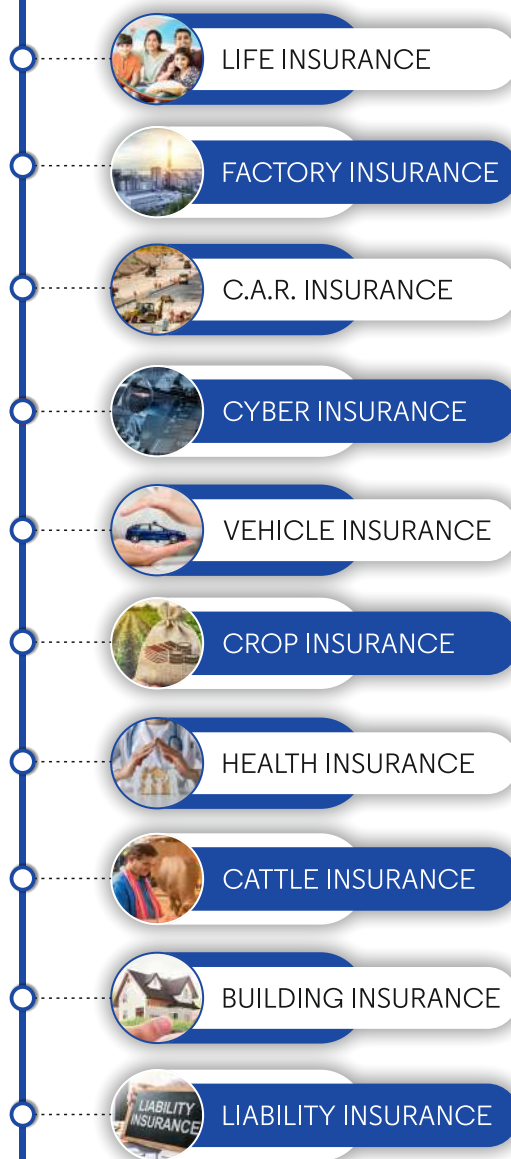 LIFE INSURANCE
FACTORY INSURANCE
C.A.R. INSURANCE
CYBER INSURANCE
VEHICLE INSURANCE
CROP INSURANCE
HEALTH INSURANCE
CATTLE INSURANCE
BUILDING INSURANCE
LIABILITY
INSURANCE
LIABILITY INSURANCE